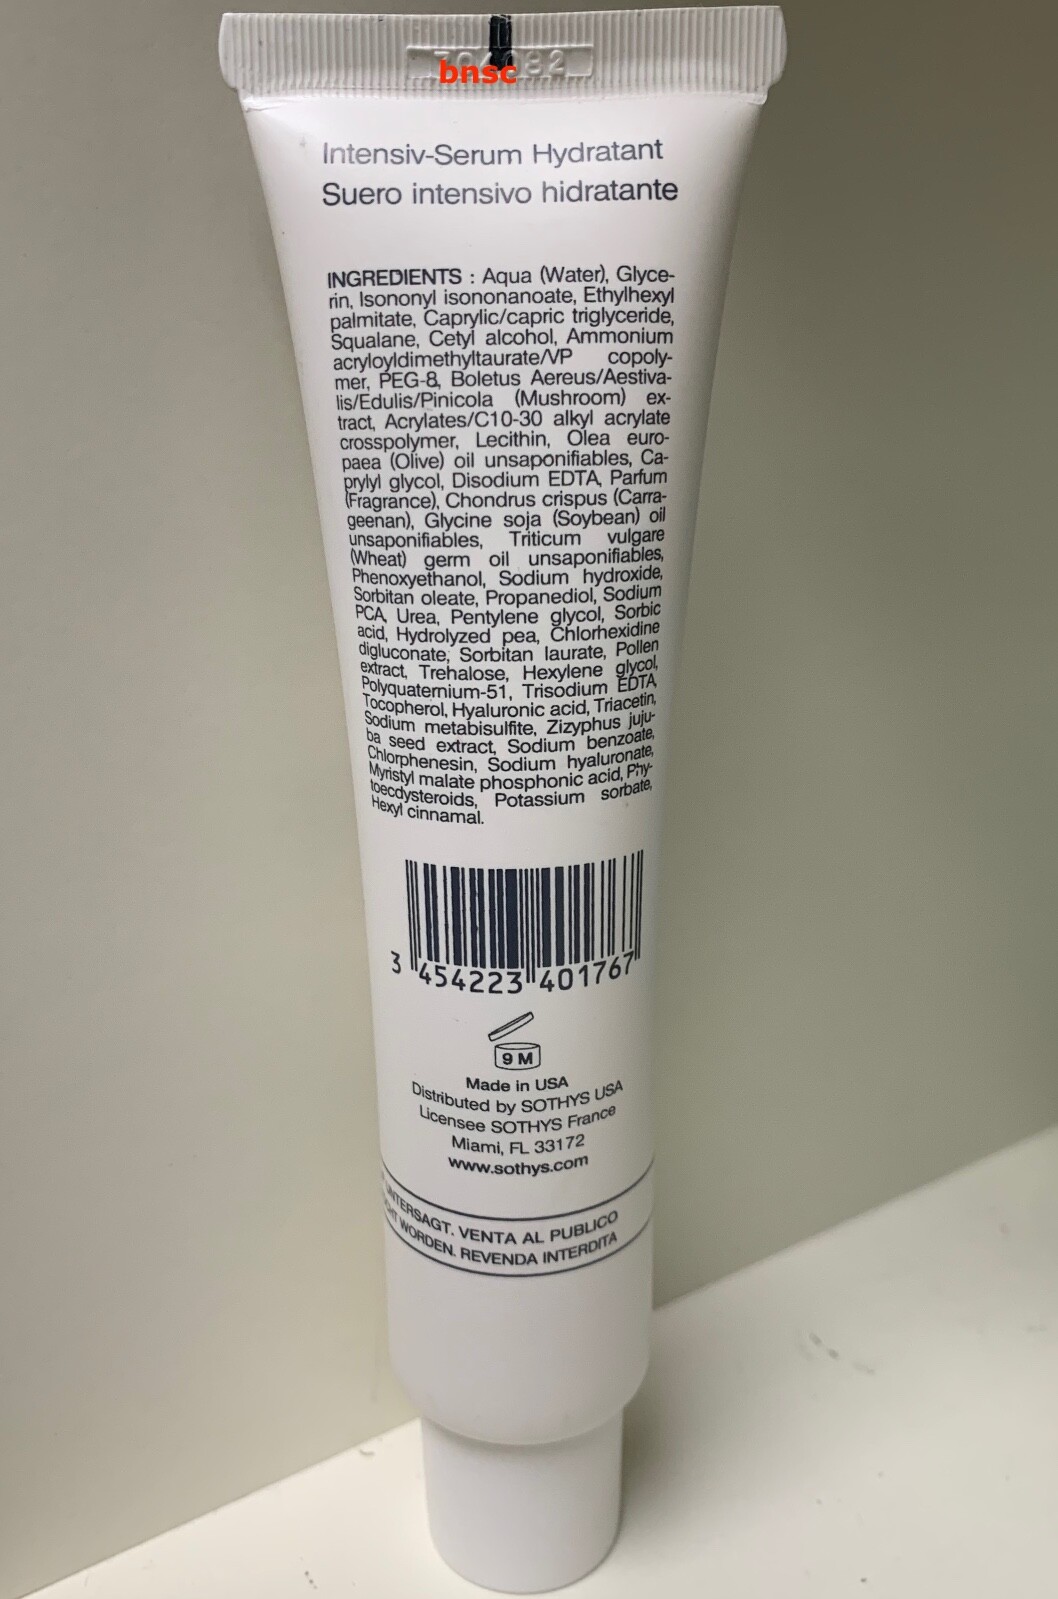 bnsc
Intensiv-Serum Hydratant
Suero intensivo hidratante
INGREDIENTS : Aqua (Water), Glyce-
rin, Isononyl isononanoate, Ethylhexyl
palmitate, Caprylic/capric triglyceride,
Squalane, Cetyl alcohol, Ammonium
acryloyldimethyltaurate/VP copoly-
mer, PEG-8, Boletus Aereus/Aestiva-
lis/Edulis/Pinicola (Mushroom) ex-
tract, Acrylates/C10-30 alkyl acrylate
crosspolymer, Lecithin, Olea euro-
paea (Olive) oil unsaponifiables, Ca-
prylyl glycol, Disodium EDTA, Parfum
(Fragrance), Chondrus crispus (Carra-
geenan), Glycine soja (Soybean) oil
unsaponifiables, Triticum vulgare
(Wheat) germ oil unsaponifiables,
Phenoxyethanol, Sodium hydroxide,
Sorbitan oleate, Propanediol, Sodium
PCA, Urea, Pentylene glycol, Sorbic
acid, Hydrolyzed pea, Chlorhexidine
digluconate, Sorbitan laurate, Pollen
extract, Trehalose, Hexylene glycol,
Polyquaternium-51, Trisodium EDTA,
Tocopherol, Hyaluronic acid, Triacetin,
Sodium metabisulfite, Zizyphus juju-
ba seed extract, Sodium benzoate,
Chlorphenesin, Sodium hyaluronate,
Myristyl malate phosphonic acid, Phy-
toecdysteroids, Potassium sorbate,
Hexyl cinnamal.
3 454223 401767
9 M
Made in USA
Distributed by SOTHYS USA
Licensee SOTHYS France
Miami, FL 33172
www.sothys.com
UNTERSAGT. VENTA AL PUBLICO
WORDEN. REVENDA INTERDITA